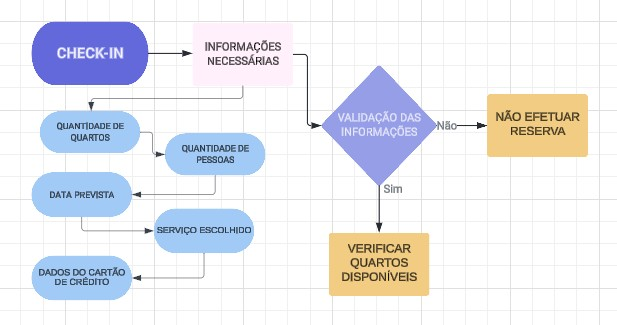 CHECK-IN
INFORMAÇÕES
NECESSÁRIAS
QUANTIDADE DE
QUARTOS
QUANTIDADE DE
PESSOAS
DATA PREVISTA
SERVIÇO ESCOLHIDO
DADOS DO CARTÃO
DE CRÉDITO
VALIDAÇÃO DAS
INFORMAÇÕES
Não
NÃO EFETUAR
RESERVA
Sim
VERIFICAR
QUARTOS
DISPONÍVEIS